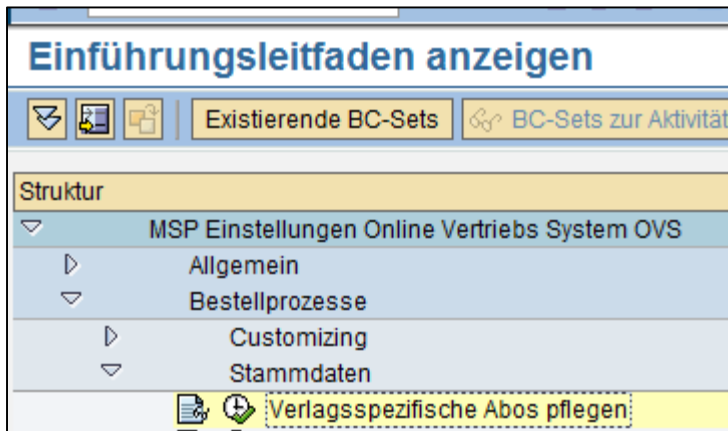 Einführungsleitfaden anzeigen
Existierende BC-Sets BC-Sets zur Aktivität
Struktur
MSP Einstellungen Online Vertriebs System OVS
Allgemein
Bestellprozesse
Customizing
Stammdaten
Verlagsspezifische Abos pflegen